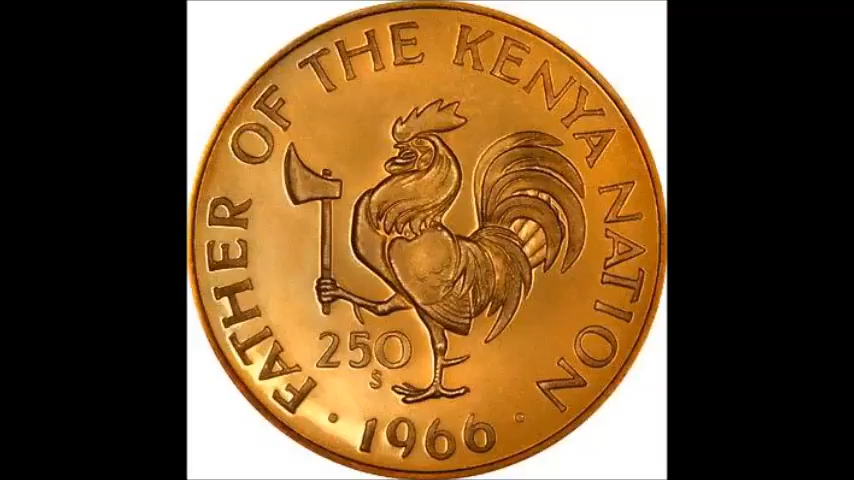 · FATHER OF THE KENYA NATION ·
250
S
1966